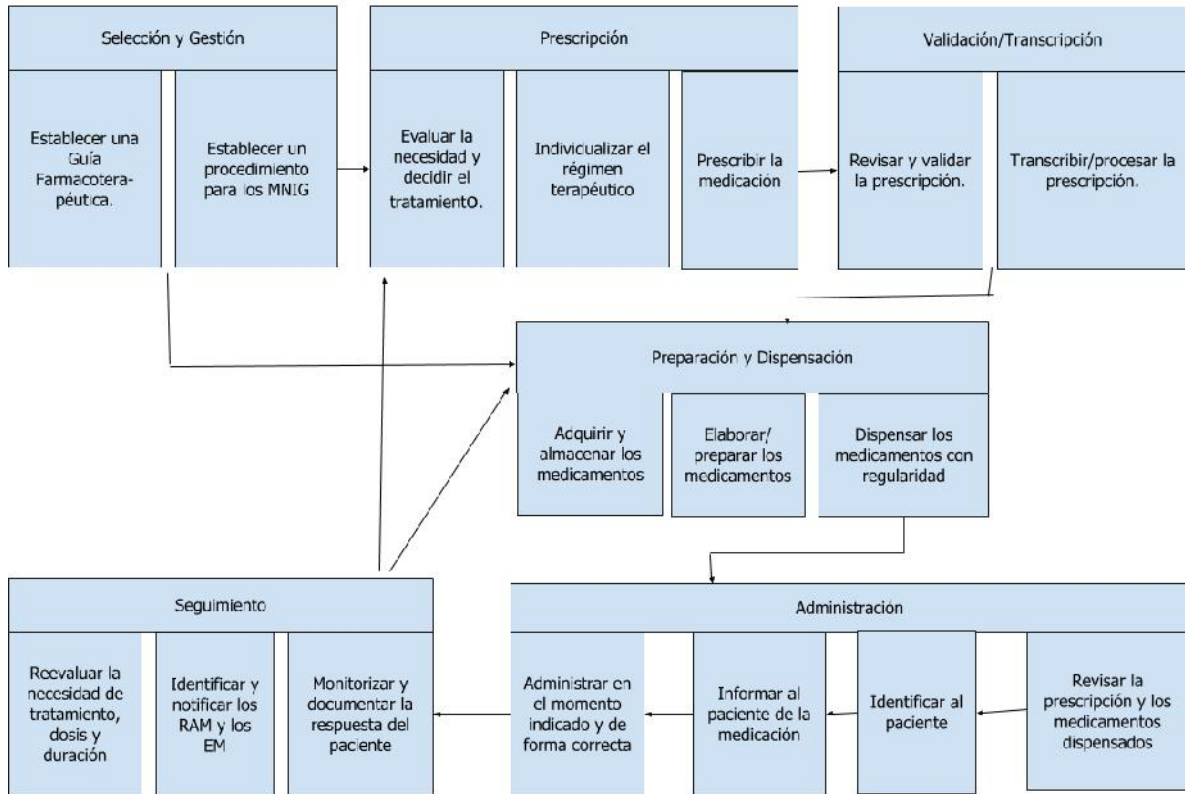 Selección y Gestión
Establecer una
Guía
Farmacotera-
péutica.
Establecer un
procedimiento
para los MNIG
Prescripción
Evaluar la
necesidad y
decidir el
tratamiento.
Individualizar el
régimen
terapéutico
Prescribir la
medicación
Validación/Transcripción
Revisar y validar
la prescripción.
Transcribir/procesar la
prescripción.
Preparación y Dispensación
Adquirir y
almacenar los
medicamentos
Elaborar/
preparar los
medicamentos
Dispensar los
medicamentos con
regularidad
Seguimiento
Reevaluar la
necesidad de
tratamiento,
dosis y
duración
Identificar y
notificar los
RAM y los
EM
Monitorizar y
documentar la
respuesta del
paciente
Administración
Administrar en
el momento
indicado y de
forma correcta
Informar al
paciente de la
medicación
Identificar al
paciente
Revisar la
prescripción y los
medicamentos
dispensados